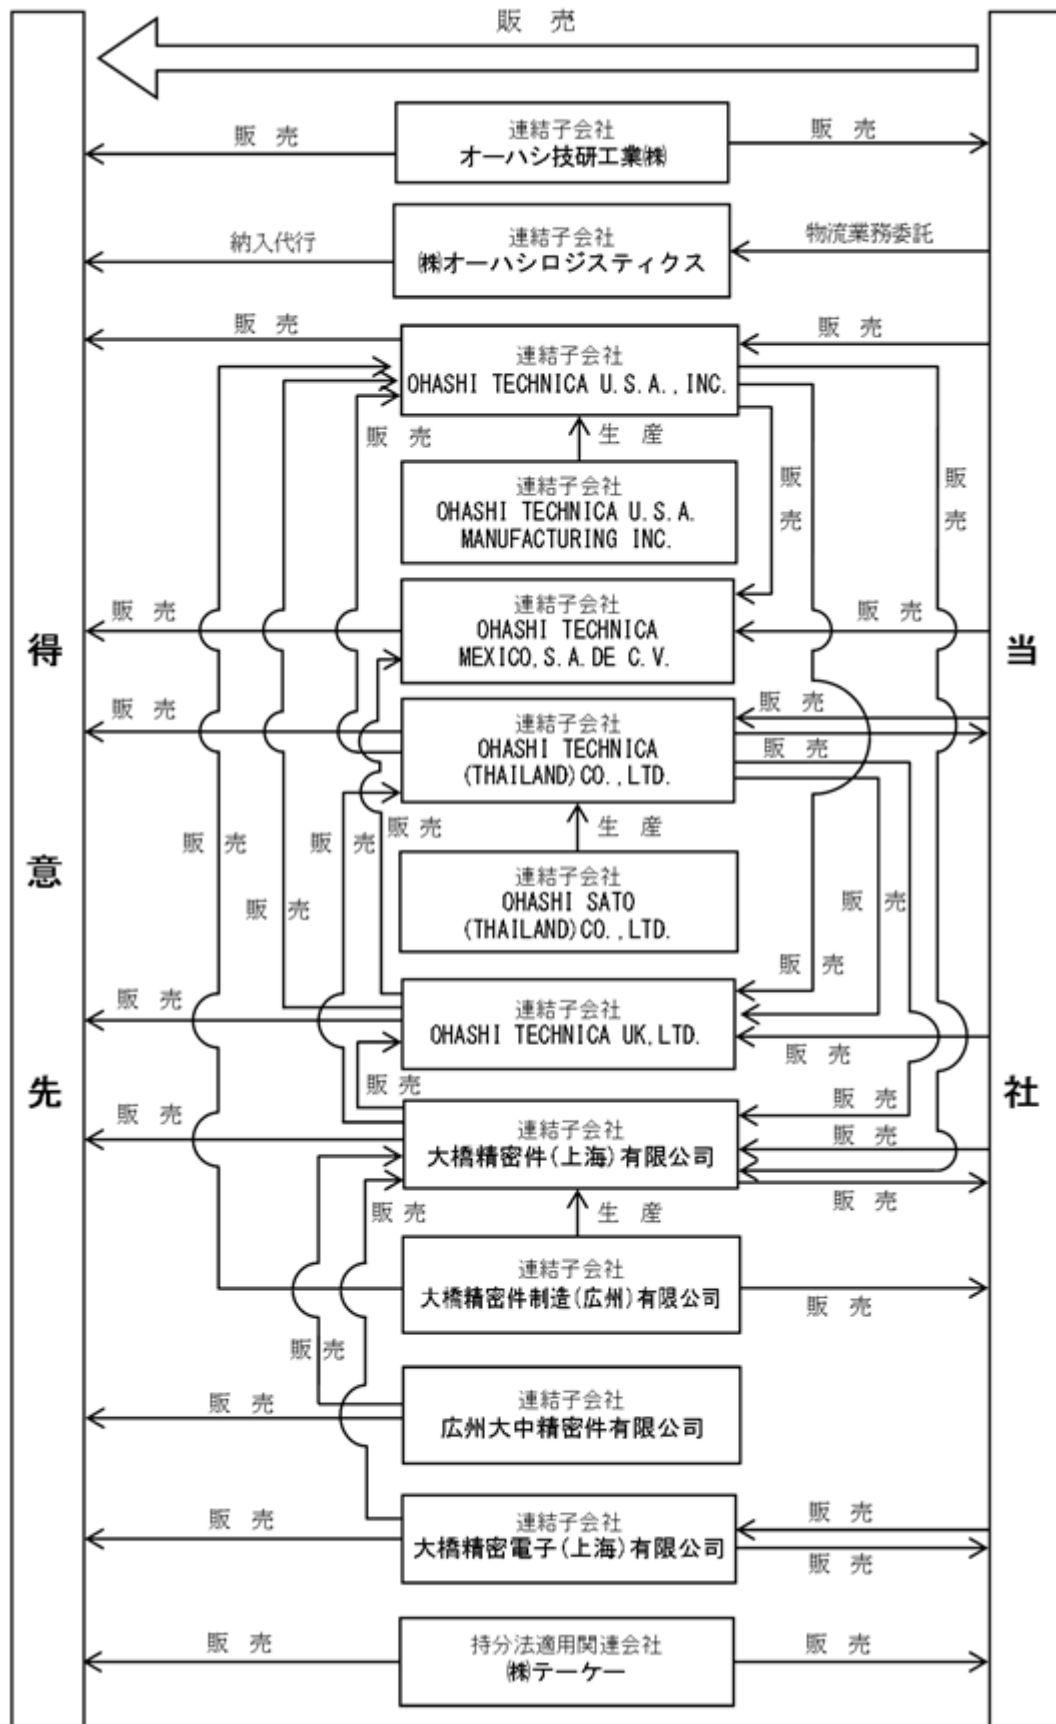 販 売
連結子会社
オーハシ技研工業㈱
販 売
販 売
連結子会社
㈱オーハシロジスティクス
納入代行
物流業務委託
販 売
販 売
連結子会社
OHASHI TECHNICA U.S.A.,INC.
販 売
生 産
販
売
販
売
連結子会社
OHASHI TECHNICA U.S.A.
MANUFACTURING INC.
販 売
連結子会社
OHASHI TECHNICA
MEXICO,S.A.DE C.V.
販 売
得
意
先
当
社
販 売
連結子会社
OHASHI TECHNICA
(THAILAND)CO.,LTD.
販 売
販 売
販 売
販 売
販 売
生 産
連結子会社
OHASHI SATO
(THAILAND)CO.,LTD.
販 売
販 売
販 売
販 売
連結子会社
OHASHI TECHNICA UK,LTD.
販 売
販 売
販 売
販 売
連結子会社
大橋精密件(上海)有限公司
販 売
販 売
販 売
生 産
連結子会社
大橋精密件制造(広州)有限公司
販 売
販 売
販 売
連結子会社
広州大中精密件有限公司
販 売
連結子会社
大橋精密電子(上海)有限公司
販 売
販 売
販 売
持分法適用関連会社
㈱テーケー
販 売